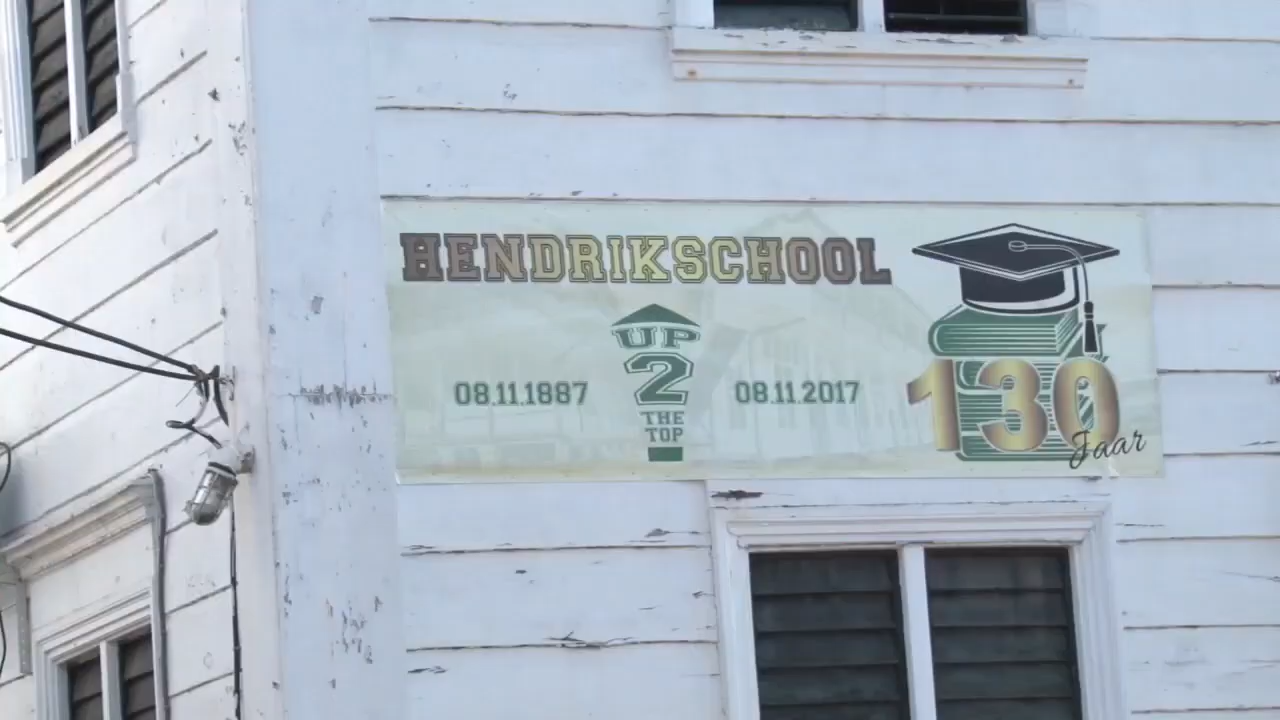 HENDRIKSCHOOL
UP
2
THE
TOP
08.11.1887
08.11.2017
130
Jaar